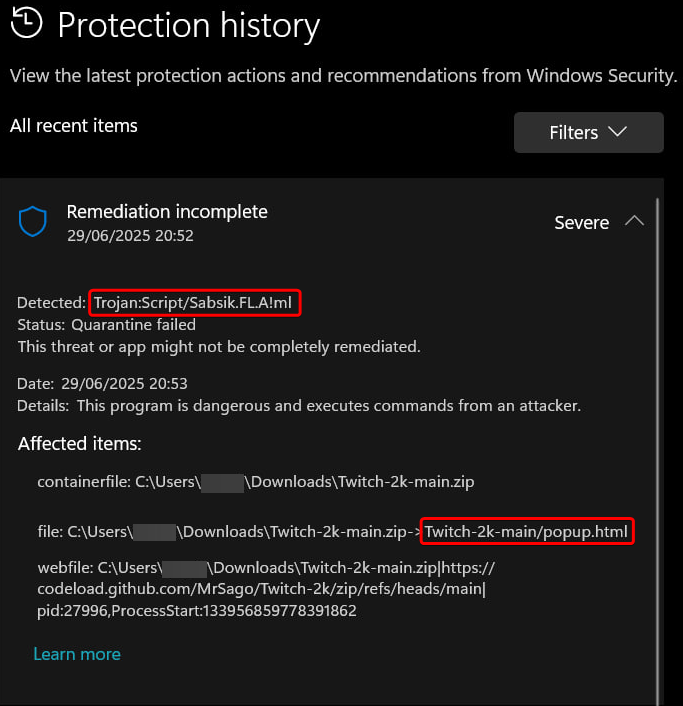 Protection history
View the latest protection actions and recommendations from Windows Security.
All recent items
Filters
Remediation incomplete
29/06/2025 20:52
Severe
Detected: Trojan:Script/Sabsik.FL.A!ml
Status: Quarantine failed
This threat or app might not be completely remediated.
Date: 29/06/2025 20:53
Details: This program is dangerous and executes commands from an attacker.
Affected items:
containerfile: C:\Users\ \Downloads\Twitch-2k-main.zip
file: C:\Users\ \Downloads\Twitch-2k-main.zip->Twitch-2k-main/popup.html
webfile: C:\Users\ \Downloads\Twitch-2k-main.zip|https://
codeload.github.com/MrSago/Twitch-2k/zip/refs/heads/main|
pid:27996,ProcessStart:133956859778391862
Learn more